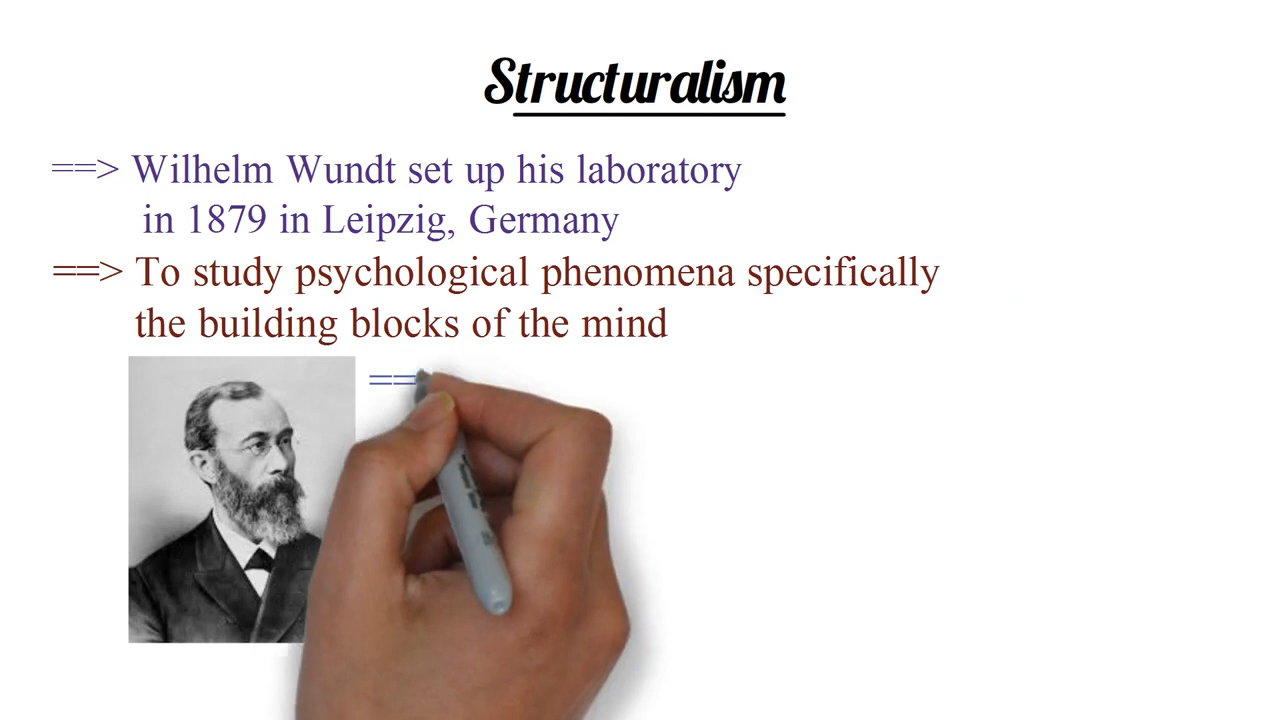 Structuralism
==> Wilhelm Wundt set up his laboratory
in 1879 in Leipzig, Germany
==> To study psychological phenomena specifically
the building blocks of the mind
==